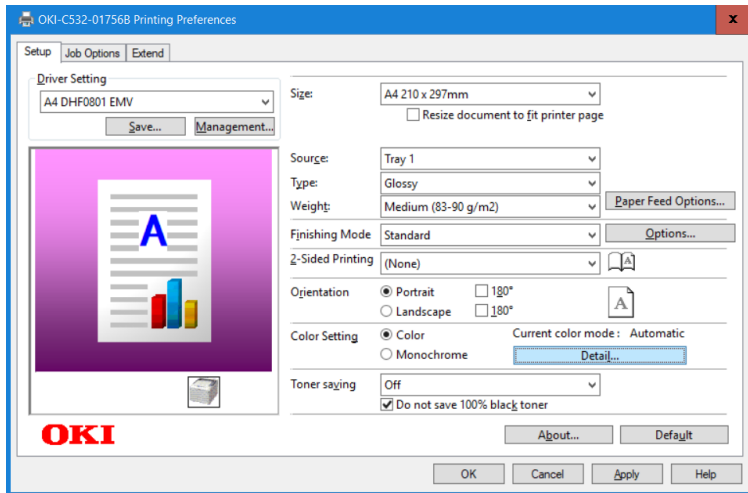 OKI-C532-01756B Printing Preferences
x
Setup Job Options Extend
Driver Setting
A4 DHF0801 EMV
Save... Management...
A
Size: A4 210 x 297mm
Resize document to fit printer page
Source: Tray 1
Type: Glossy
Weight: Medium (83-90 g/m2) Paper Feed Options...
Finishing Mode Standard Options...
2-Sided Printing (None) A
Orientation Portrait 180°
Landscape 180° A
Color Setting Color Current color mode : Automatic
Monochrome Detail...
Toner saving Off
Do not save 100% black toner
OKI
About... Default
OK Cancel Apply Help